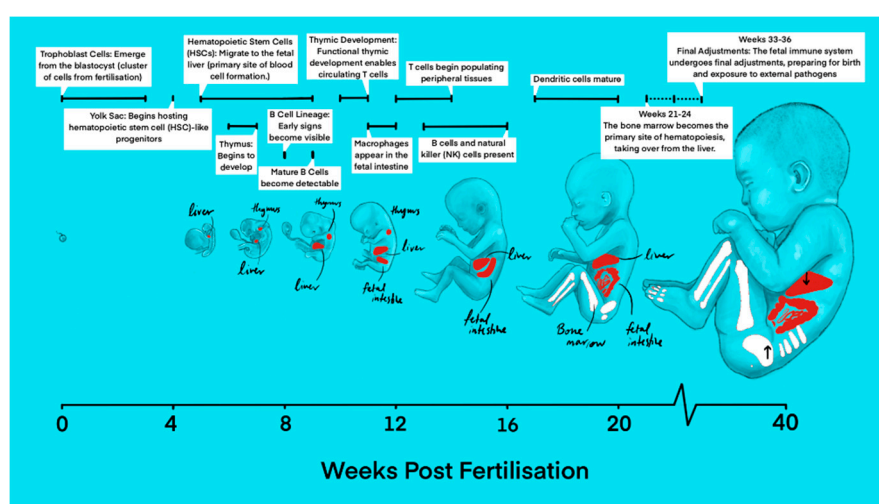 Trophoblast Cells: Emerge
from the blastocyst (cluster
of cells from fertilisation)
Yolk Sac: Begins hosting
hematopoietic stem cell (HSC)-like
progenitors
Hematopoietic Stem Cells
(HSCs): Migrate to the fetal
liver (primary site of blood
cell formation.)
Thymus:
Begins to
develop
B Cell Lineage:
Early signs
become visible
Mature B Cells
become detectable
Thymic Development:
Functional thymic
development enables
circulating T cells
Macrophages
appear in the
fetal intestine
T cells begin populating
peripheral tissues
B cells and natural
killer (NK) cells present
Dendritic cells mature
Weeks 21-24
The bone marrow becomes the
primary site of hematopoiesis,
taking over from the liver.
Weeks 33-36
Final Adjustments: The fetal immune system
undergoes final adjustments, preparing for birth
and exposure to external pathogens
liver
thymus
liver
thymus
liver
thymus
liver
fetal
intestine
liver
fetal
intestine
liver
Bone
marrow
fetal
intestine
0 4 8 12 16 20 40
Weeks Post Fertilisation